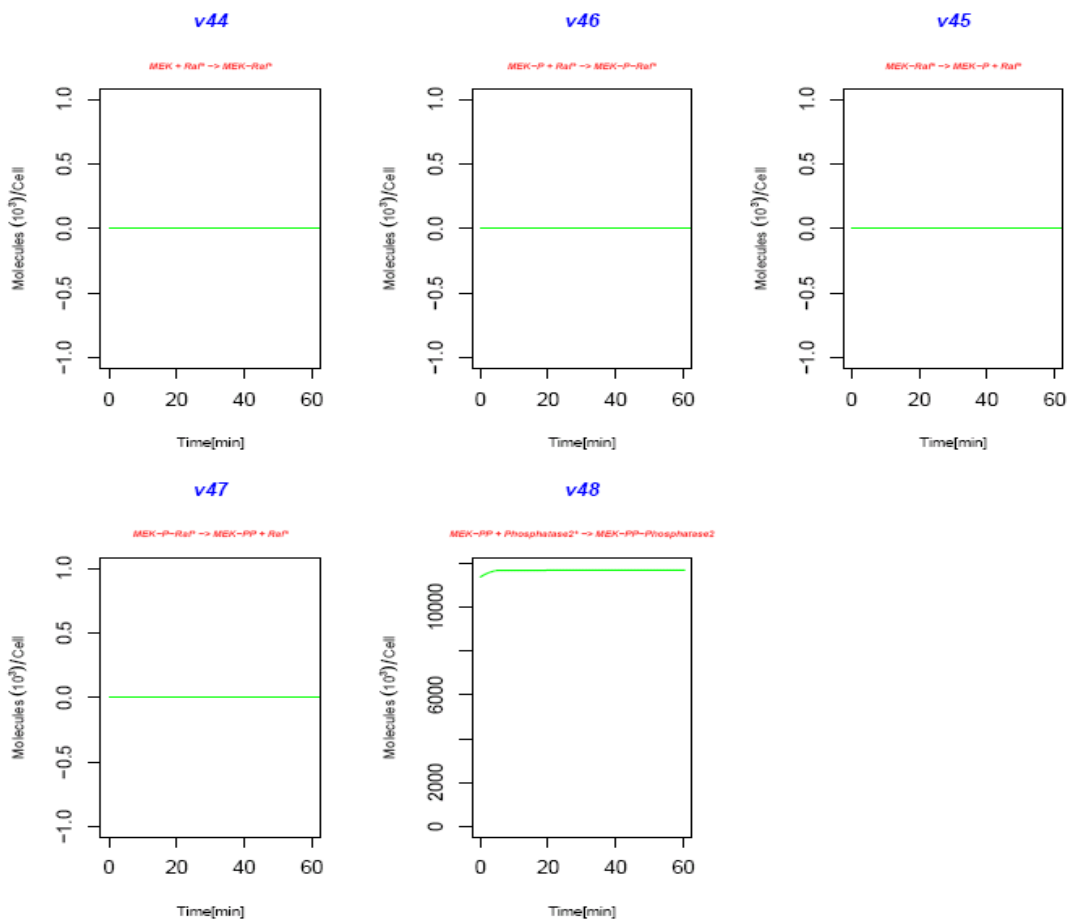 v44
MEK + Raf* −> MEK−Raf*
1.0
0.5
0.0
−0.5
−1.0
Molecules (10³)/Cell
0 20 40 60
Time[min]
v46
MEK−P + Raf* −> MEK−P−Raf*
1.0
0.5
0.0
−0.5
−1.0
Molecules (10³)/Cell
0 20 40 60
Time[min]
v45
MEK−Raf* −> MEK−P + Raf*
1.0
0.5
0.0
−0.5
−1.0
Molecules (10³)/Cell
0 20 40 60
Time[min]
v47
MEK−P−Raf* −> MEK−PP + Raf*
1.0
0.5
0.0
−0.5
−1.0
Molecules (10³)/Cell
0 20 40 60
Time[min]
v48
MEK−PP + Phosphatase2* −> MEK−PP−Phosphatase2
10000
6000
2000
0
Molecules (10³)/Cell
0 20 40 60
Time[min]